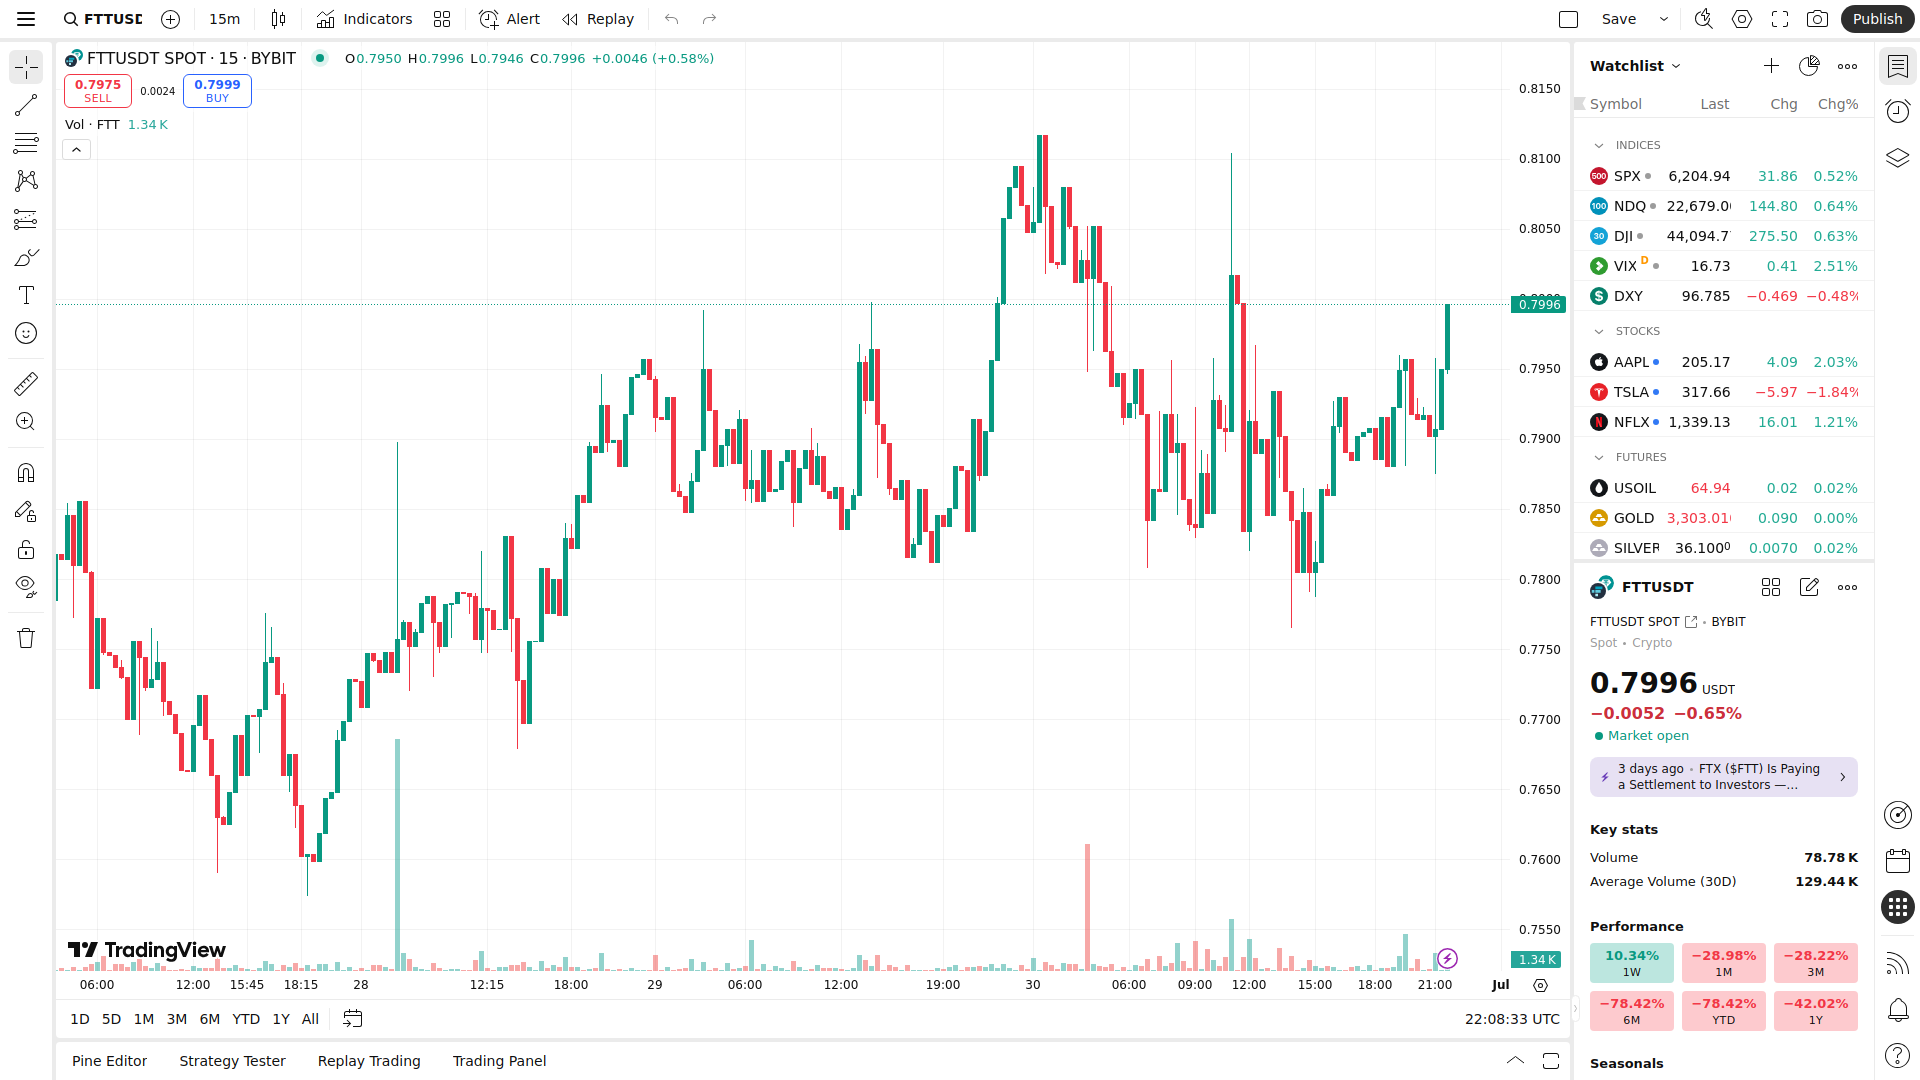 FTTUSD
15m
Indicators
Alert
Replay
Save
Publish
FTTUSDT SPOT · 15 · BYBIT
O0.7950 H0.7996 L0.7946 C0.7996 +0.0046 (+0.58%)
0.7975
SELL
0.0024
0.7999
BUY
Vol · FTT 1.34 K
0.8150
0.8100
0.8050
0.7996
0.7950
0.7900
0.7850
0.7800
0.7750
0.7700
0.7650
0.7600
0.7550
1.34 K
TradingView
06:00 12:00 15:45 18:15 28 12:15 18:00 29 06:00 12:00 19:00 30 06:00 09:00 12:00 15:00 18:00 21:00 Jul
1D 5D 1M 3M 6M YTD 1Y All
22:08:33 UTC
Pine Editor Strategy Tester Replay Trading Trading Panel
Watchlist
Symbol Last Chg Chg%
INDICES
500 SPX 6,204.94 31.86 0.52%
100 NDQ 22,679.0 144.80 0.64%
30 DJI 44,094.7 275.50 0.63%
VIX D 16.73 0.41 2.51%
$ DXY 96.785 −0.469 −0.48%
STOCKS
AAPL 205.17 4.09 2.03%
TSLA 317.66 −5.97 −1.84%
NFLX 1,339.13 16.01 1.21%
FUTURES
USOIL 64.94 0.02 0.02%
GOLD 3,303.01 0.090 0.00%
SILVER 36.1000 0.0070 0.02%
FTTUSDT
FTTUSDT SPOT • BYBIT
Spot • Crypto
0.7996 USDT
−0.0052 −0.65%
Market open
3 days ago • FTX ($FTT) Is Paying
a Settlement to Investors —...
Key stats
Volume 78.78 K
Average Volume (30D) 129.44 K
Performance
10.34%
1W
−28.98%
1M
−28.22%
3M
−78.42%
6M
−78.42%
YTD
−42.02%
1Y
Seasonals